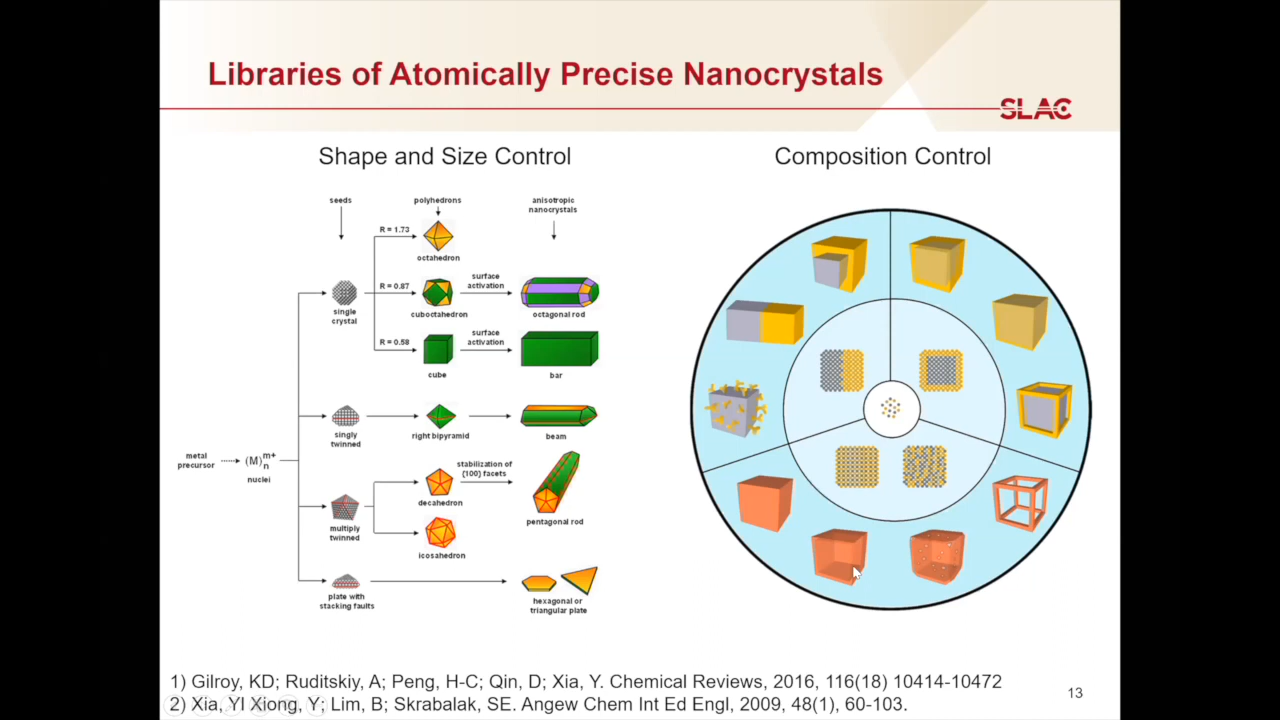 Libraries of Atomically Precise Nanocrystals
SLAC
Shape and Size Control
Composition Control
seeds
polyhedrons
anisotropic
nanocrystals
R = 1.73
octahedron
single
crystal
R = 0.87
cuboctahedron
surface
activation
octagonal rod
R = 0.58
cube
surface
activation
bar
singly
twinned
right bipyramid
beam
metal
precursor
(M)n m+
nuclei
multiply
twinned
decahedron
stabilization of
{100} facets
pentagonal rod
icosahedron
plate with
stacking faults
hexagonal or
triangular plate
1) Gilroy, KD; Ruditskiy, A; Peng, H-C; Qin, D; Xia, Y. Chemical Reviews, 2016, 116(18) 10414-10472
2) Xia, YI Xiong, Y; Lim, B; Skrabalak, SE. Angew Chem Int Ed Engl, 2009, 48(1), 60-103.
13